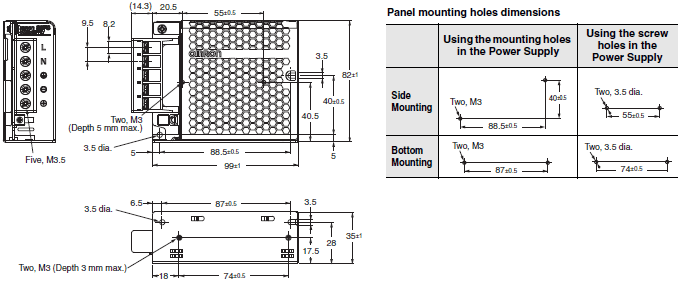 (14.3)
20.5
55±0.5
9.5
8.2
L
N
omron
3.5
82±1
40±0.5
40.5
Two, M3
(Depth 5 mm max.)
3.5 dia.
Five, M3.5
5
88.5±0.5
5
99±1
3.5 dia.
6.5
87±0.5
3.5
35±1
28
17.5
Two, M3 (Depth 3 mm max.)
18
74±0.5
Panel mounting holes dimensions
Using the mounting holes
in the Power Supply
Using the screw
holes in the
Power Supply
Side
Mounting
Two, M3
40±0.5
88.5±0.5
Two, 3.5 dia.
55±0.5
Bottom
Mounting
Two, M3
87±0.5
Two, 3.5 dia.
74±0.5